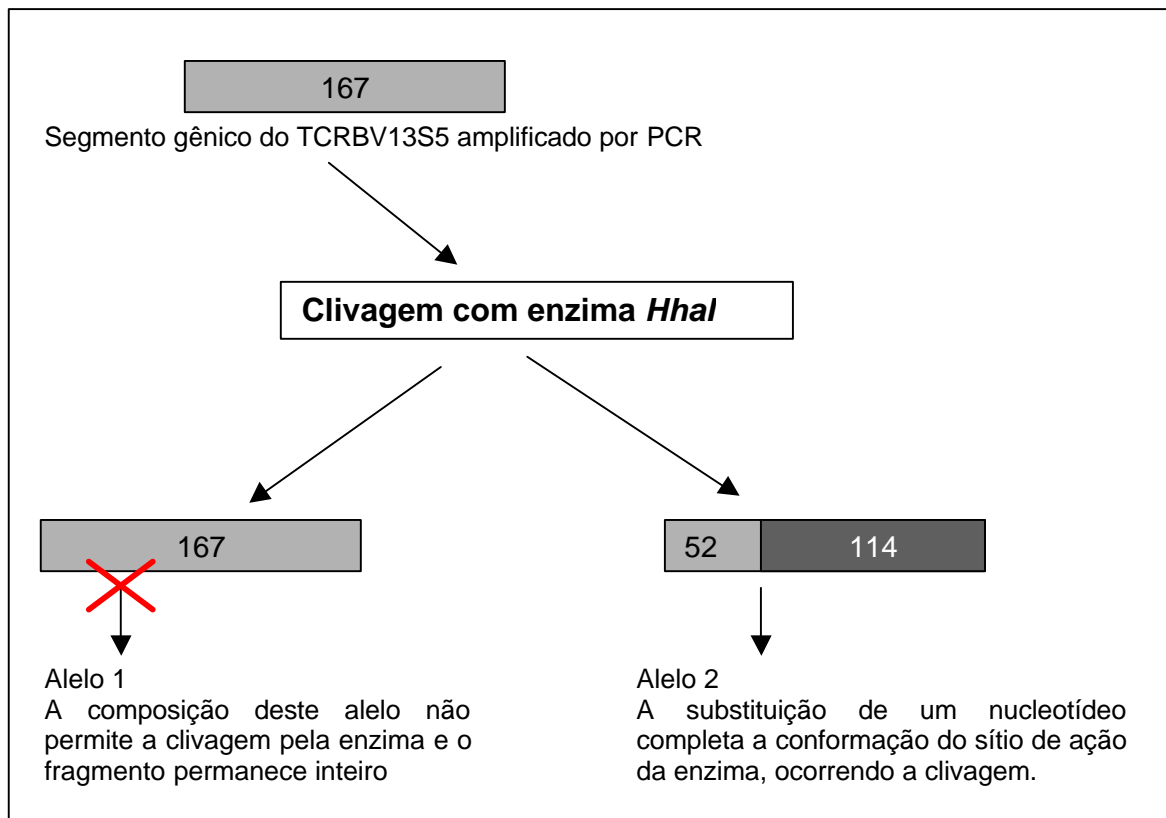 167
Segmento gênico do TCRBV13S5 amplificado por PCR
Clivagem com enzima HhaI
167
52 114
Alelo 1
A composição deste alelo não
permite a clivagem pela enzima e o
fragmento permanece inteiro
Alelo 2
A substituição de um nucleotídeo
completa a conformação do sítio de ação
da enzima, ocorrendo a clivagem.